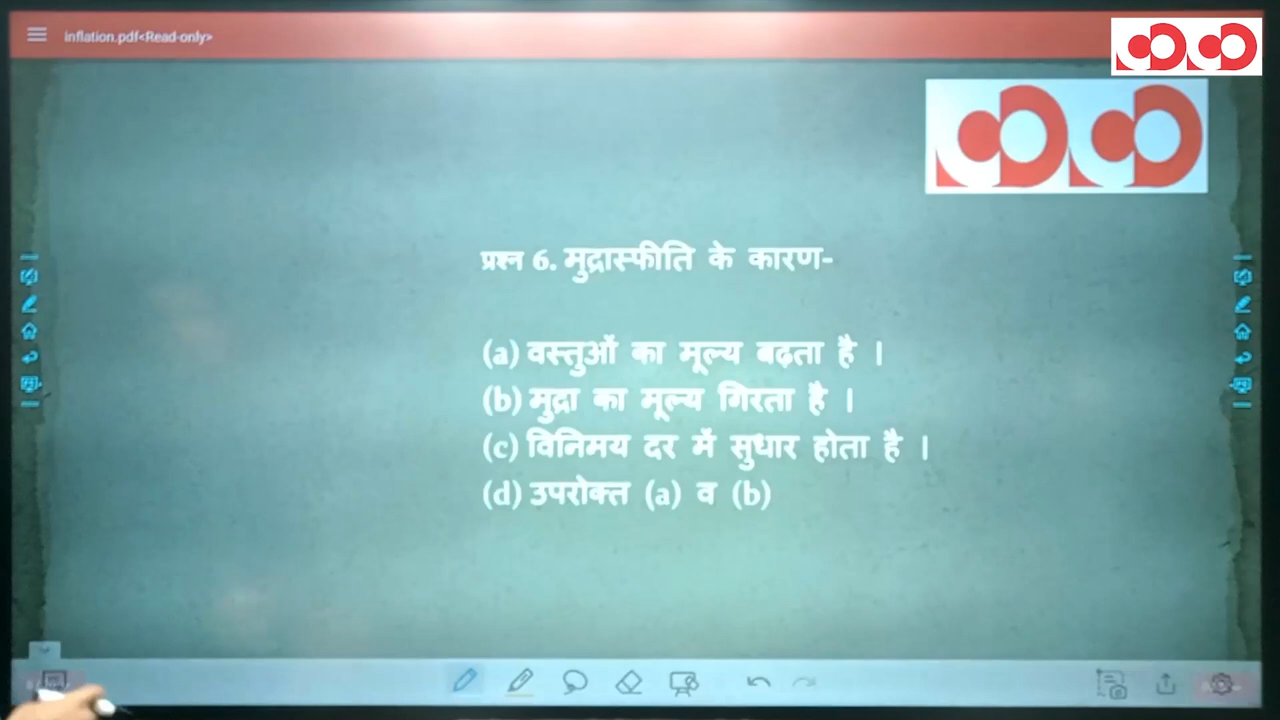 inflation.pdf<Read-only>
प्रश्न 6. मुद्रास्फीति के कारण-
(a) वस्तुओं का मूल्य बढ़ता है ।
(b) मुद्रा का मूल्य गिरता है ।
(c) विनिमय दर में सुधार होता है ।
(d) उपरोक्त (a) व (b)